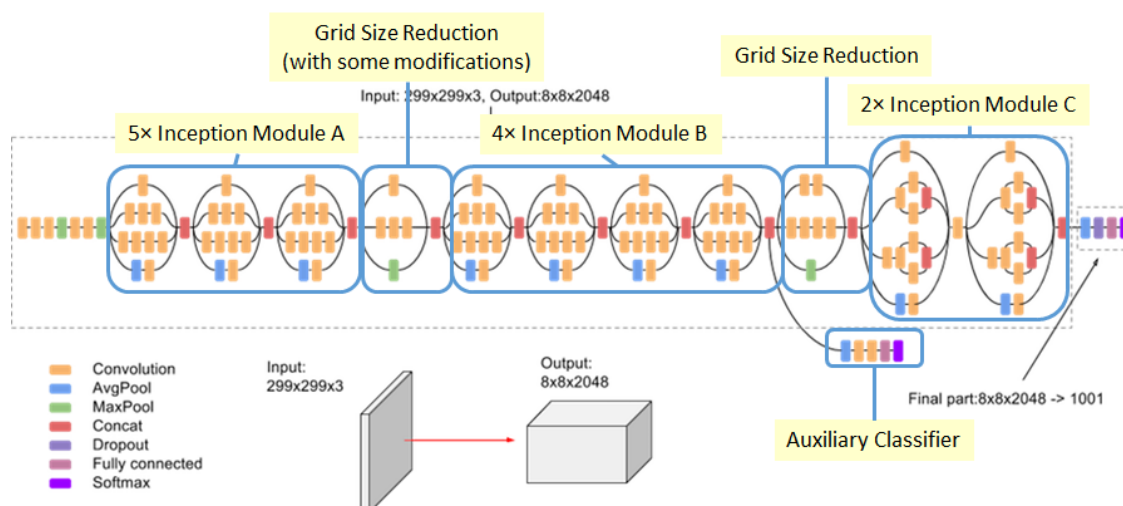 Grid Size Reduction
(with some modifications)
Grid Size Reduction
Input: 299x299x3, Output:8x8x2048
2× Inception Module C
5× Inception Module A
4× Inception Module B
Input:
299x299x3
Output:
8x8x2048
Convolution
AvgPool
MaxPool
Concat
Dropout
Fully connected
Softmax
Final part:8x8x2048 -> 1001
Auxiliary Classifier